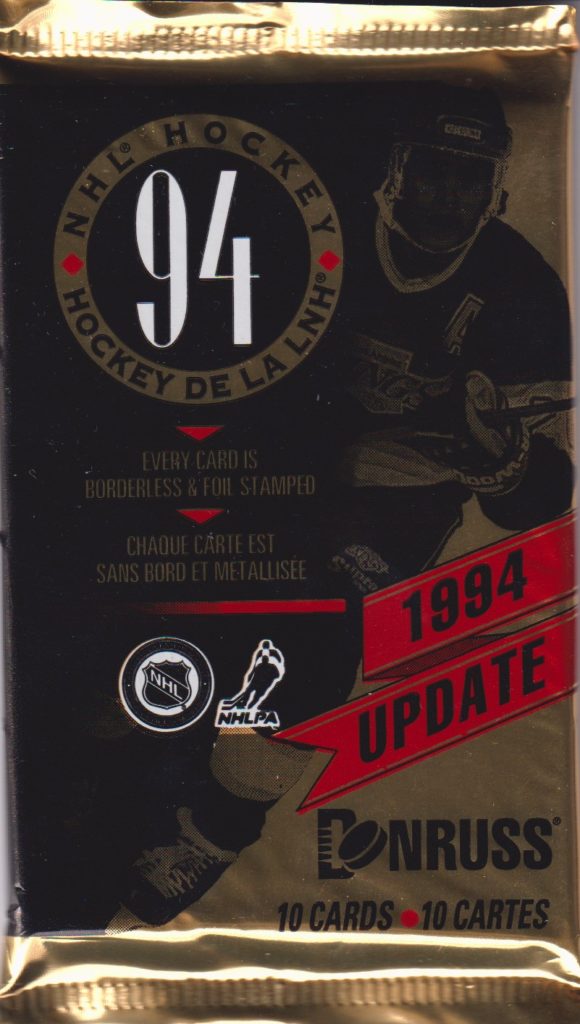 NHL® HOCKEY
94
HOCKEY DE LA LNH®
EVERY CARD IS
BORDERLESS & FOIL STAMPED
CHAQUE CARTE EST
SANS BORD ET METALLISÉE
1994
UPDATE
NHL
NHLPA
DONRUSS®
10 CARDS • 10 CARTES